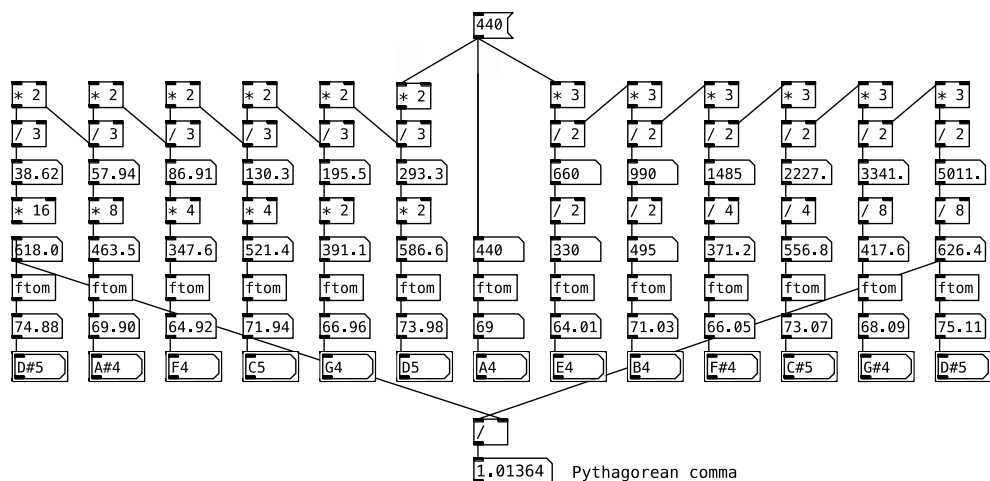 440
* 2 * 2 * 2 * 2 * 2 * 2 * 3 * 3 * 3 * 3 * 3 * 3
/ 3 / 3 / 3 / 3 / 3 / 3 / 2 / 2 / 2 / 2 / 2 / 2
38.62 57.94 86.91 130.3 195.5 293.3 660 990 1485 2227. 3341. 5011.
* 16 * 8 * 4 * 4 * 2 * 2 / 2 / 2 / 4 / 4 / 8 / 8
618.0 463.5 347.6 521.4 391.1 586.6 440 330 495 371.2 556.8 417.6 626.4
ftom ftom ftom ftom ftom ftom ftom ftom ftom ftom ftom ftom ftom
74.88 69.90 64.92 71.94 66.96 73.98 69 64.01 71.03 66.05 73.07 68.09 75.11
D#5 A#4 F4 C5 G4 D5 A4 E4 B4 F#4 C#5 G#4 D#5
/
1.01364 Pythagorean comma